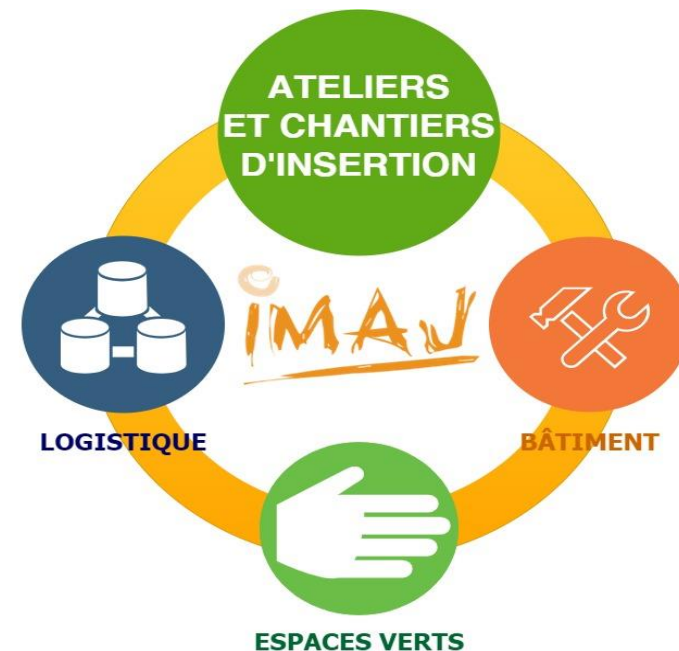 ATELIERS
ET CHANTIERS
D'INSERTION
iMAJ
LOGISTIQUE
BÂTIMENT
ESPACES VERTS